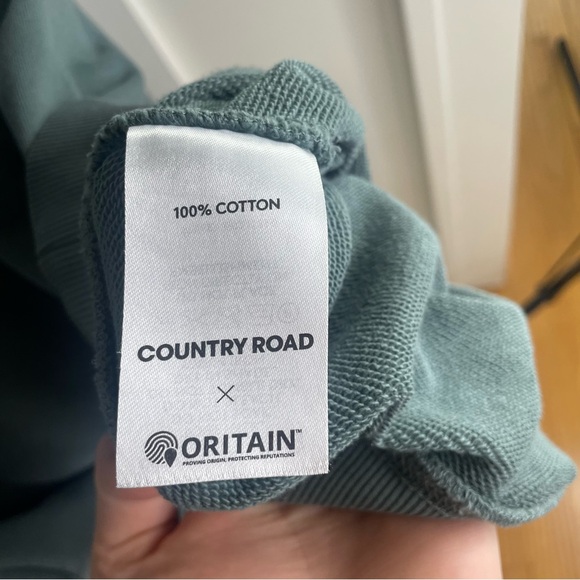 100% COTTON
COUNTRY ROAD
×
ORITAIN™
PROVING ORIGIN, PROTECTING REPUTATIONS